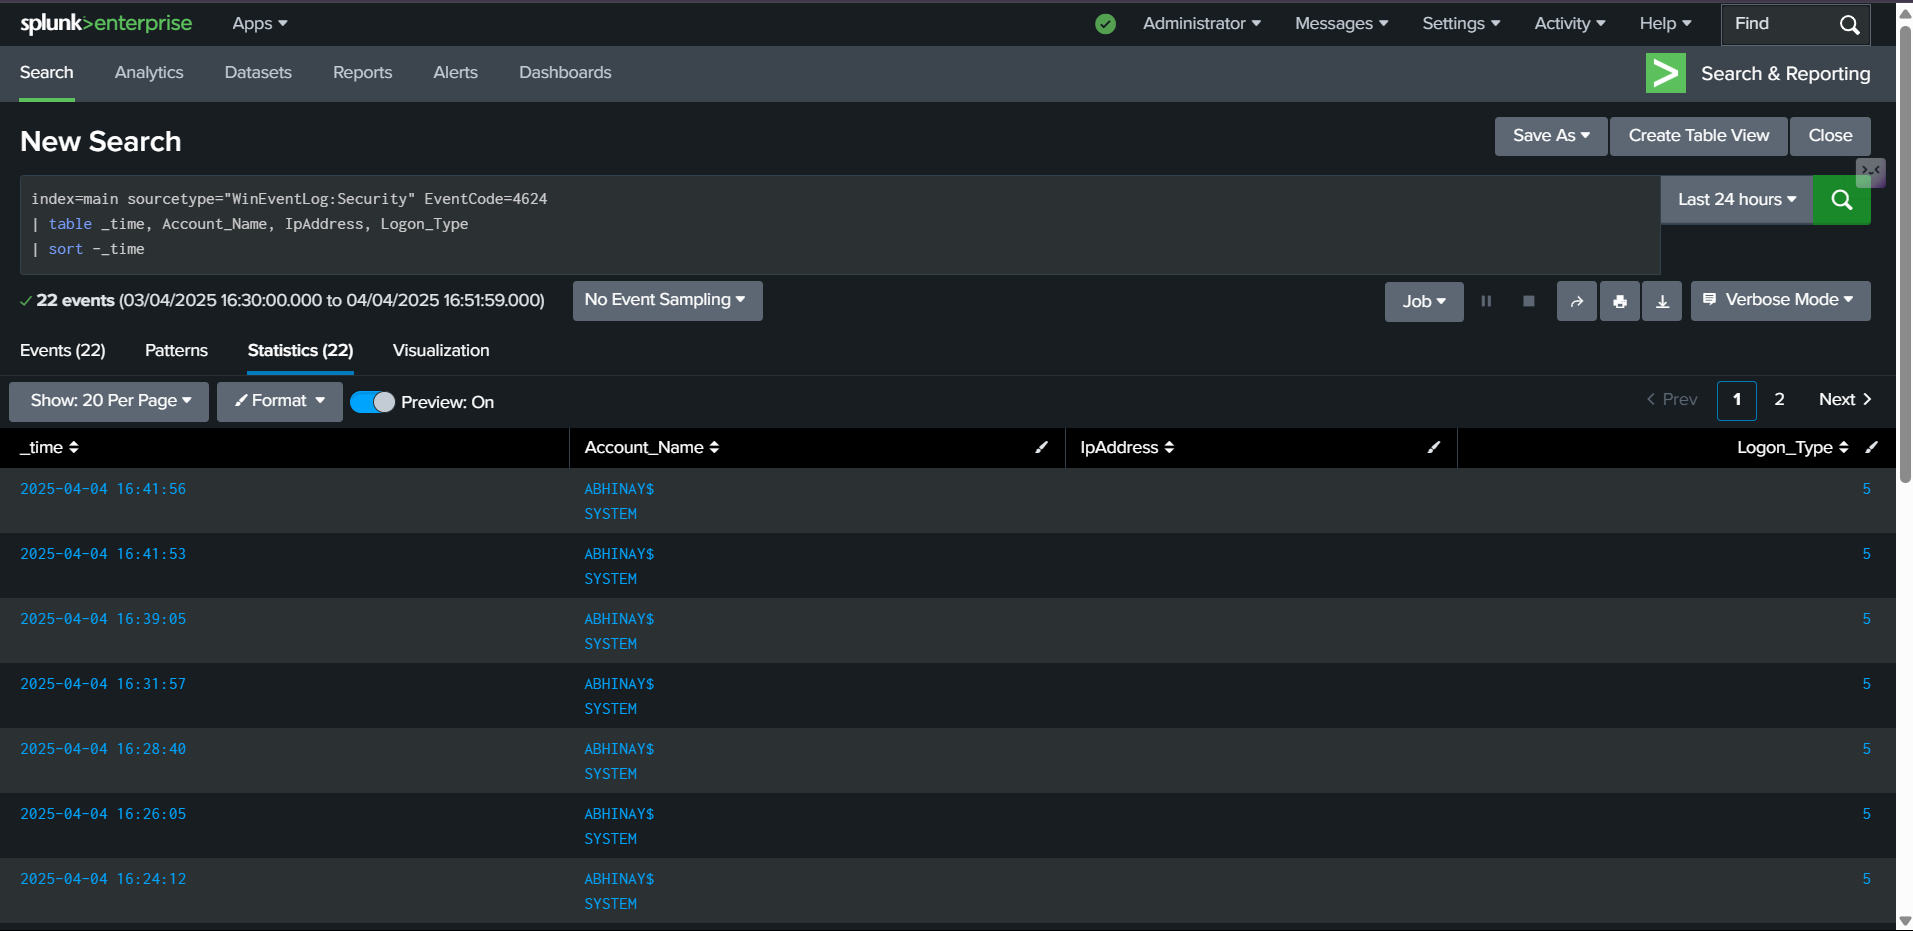 splunk>enterprise Apps Administrator Messages Settings Activity Help Find
Search Analytics Datasets Reports Alerts Dashboards Search & Reporting
New Search Save As Create Table View Close
index=main sourcetype="WinEventLog:Security" EventCode=4624
| table _time, Account_Name, IpAddress, Logon_Type
| sort -_time
Last 24 hours
22 events (03/04/2025 16:30:00.000 to 04/04/2025 16:51:59.000) No Event Sampling Job Verbose Mode
Events (22) Patterns Statistics (22) Visualization
Show: 20 Per Page Format Preview: On Prev 1 2 Next
_time Account_Name IpAddress Logon_Type
2025-04-04 16:41:56 ABHINAY$ 5
SYSTEM
2025-04-04 16:41:53 ABHINAY$ 5
SYSTEM
2025-04-04 16:39:05 ABHINAY$ 5
SYSTEM
2025-04-04 16:31:57 ABHINAY$ 5
SYSTEM
2025-04-04 16:28:40 ABHINAY$ 5
SYSTEM
2025-04-04 16:26:05 ABHINAY$ 5
SYSTEM
2025-04-04 16:24:12 ABHINAY$ 5
SYSTEM